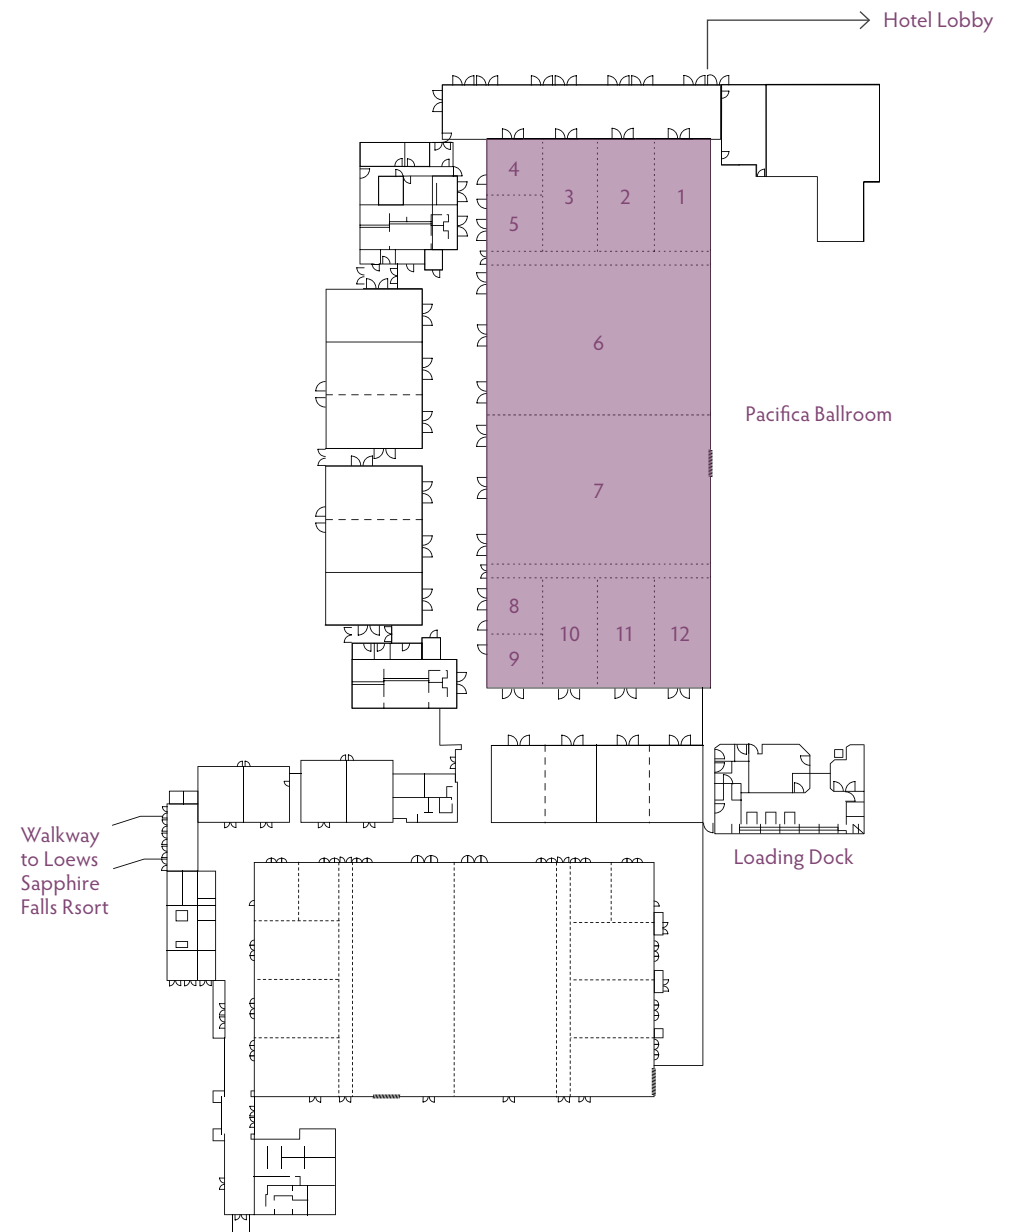 Hotel Lobby
4
3
2
1
5
6
Pacifica Ballroom
7
8
10
11
12
9
Walkway
to Loews
Sapphire
Falls Rsort
Loading Dock